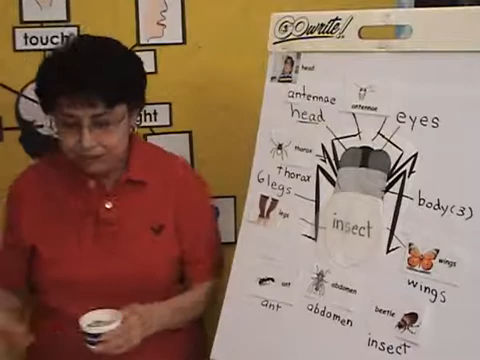 touch
ght
GOwrite!
head
antennae
antennae
head
eyes
thorax
thorax
6 legs
legs
body (3)
insect
wings
wings
ant
ant
abdomen
abdomen
beetle
insect